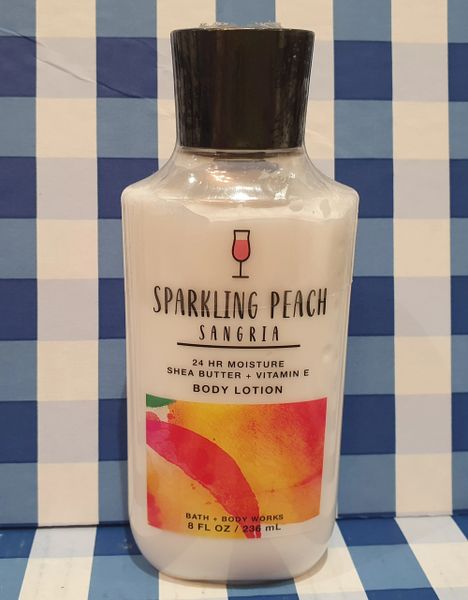 SPARKLING PEACH
SANGRIA
24 HR MOISTURE
SHEA BUTTER + VITAMIN E
BODY LOTION
BATH + BODY WORKS
8 FL OZ / 236 mL